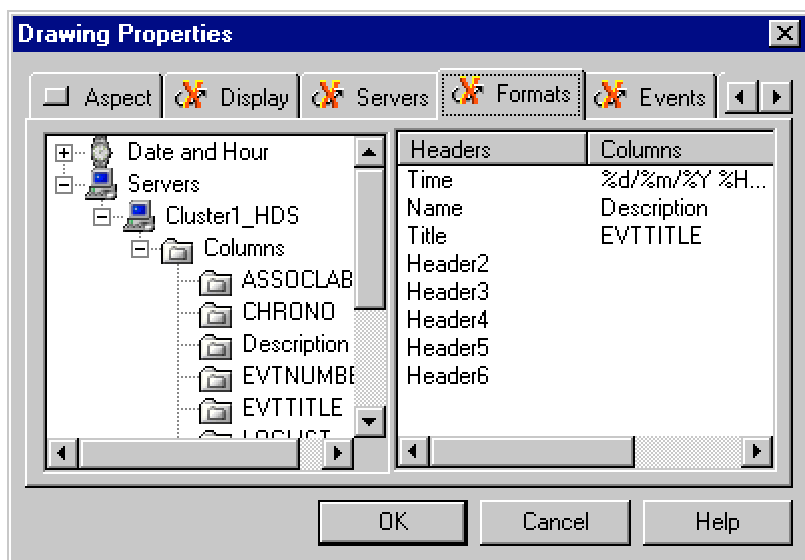 Drawing Properties
Aspect Display Servers Formats Events
Date and Hour
Servers
Cluster1_HDS
Columns
ASSOCLAB
CHRONO
Description
EVTNUMBE
EVTTITLE
LOGLIST
Headers Columns
Time %d/%m/%Y %H...
Name Description
Title EVTTITLE
Header2
Header3
Header4
Header5
Header6
OK Cancel Help